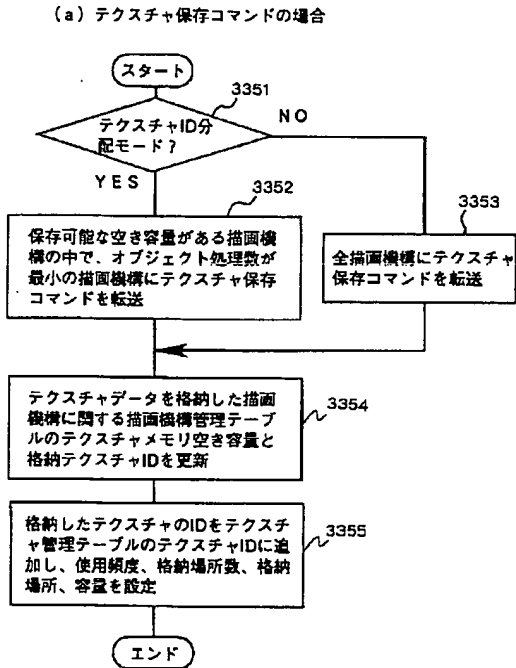 (a) テクスチャ保存コマンドの場合
スタート
3351
テクスチャID分
配モード？
NO
YES
3352
保存可能な空き容量がある描画機
構の中で、オブジェクト処理数が
最小の描画機構にテクスチャ保存
コマンドを転送
3353
全描画機構にテクスチャ
保存コマンドを転送
テクスチャデータを格納した描画
機構に関する描画機構管理テーブ
ルのテクスチャメモリ空き容量と
格納テクスチャIDを更新
3354
格納したテクスチャのIDをテクスチ
ャ管理テーブルのテクスチャIDに追
加し、使用頻度、格納場所数、格納
場所、容量を設定
3355
エンド